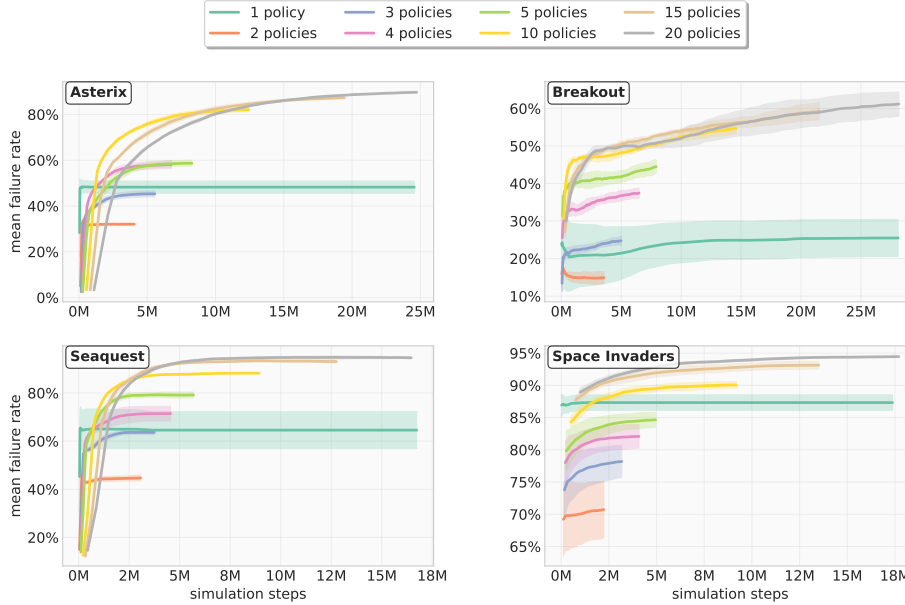 1 policy 3 policies 5 policies 15 policies
2 policies 4 policies 10 policies 20 policies
Asterix
mean failure rate
80%
60%
40%
20%
0%
0M 5M 10M 15M 20M 25M
Breakout
60%
50%
40%
30%
20%
10%
0M 5M 10M 15M 20M 25M
Seaquest
mean failure rate
80%
60%
40%
20%
0M 2M 5M 8M 10M 12M 15M 18M
simulation steps
Space Invaders
95%
90%
85%
80%
75%
70%
65%
0M 2M 5M 8M 10M 12M 15M 18M
simulation steps